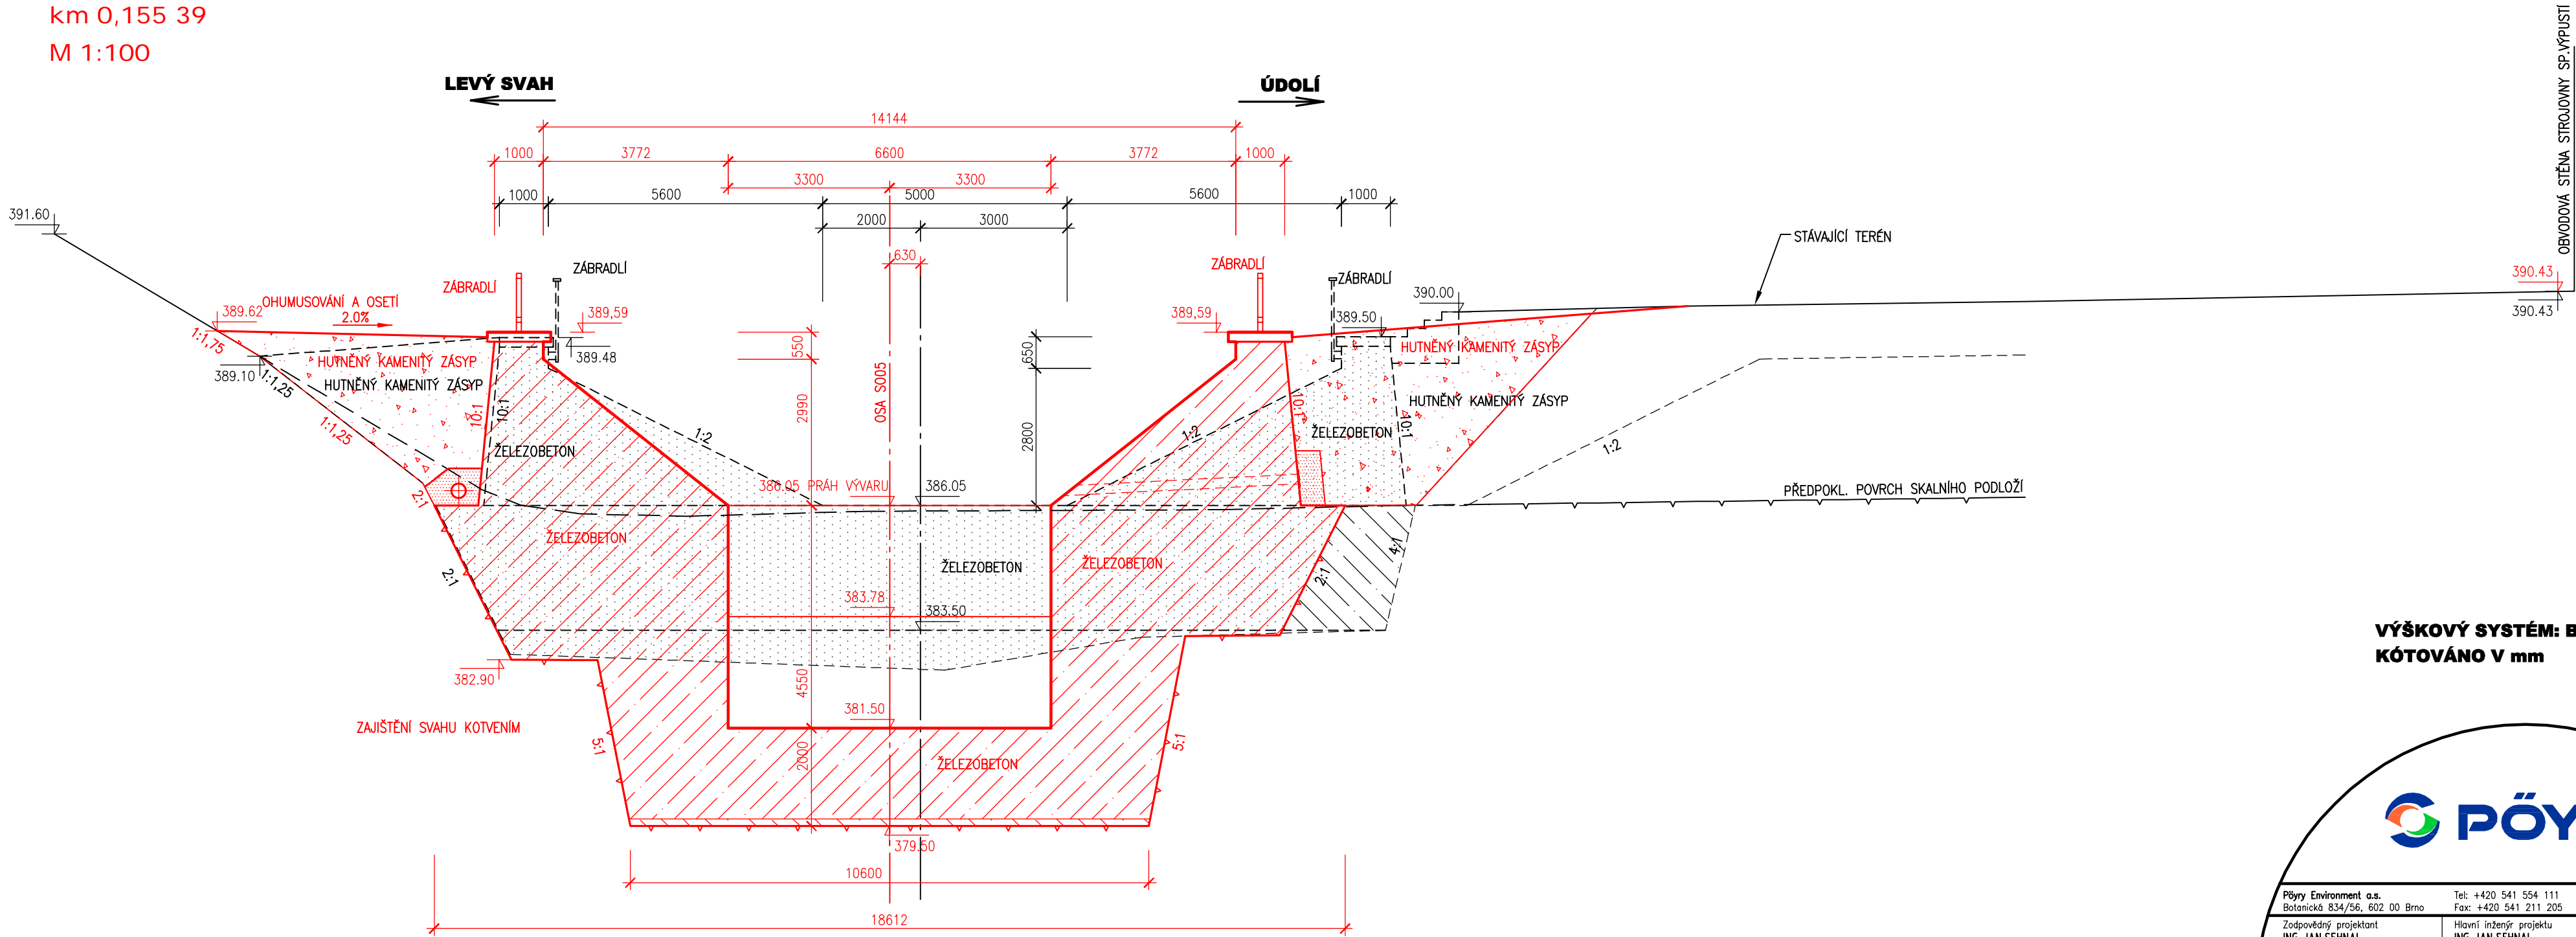 km 0,155 39
M 1:100
LEVÝ SVAH
ÚDOLÍ
OBVODOVÁ STĚNA STROJOVNY SP.VÝPUSTÍ
14144
1000
3772
6600
3772
1000
3300
3300
1000
5600
5000
5600
1000
2000
3000
630
391.60
STÁVAJÍCÍ TERÉN
ZÁBRADLÍ
ZÁBRADLÍ
ZÁBRADLÍ
ZÁBRADLÍ
390.43
390.43
390.00
389.62
OHUMUSOVÁNÍ A OSETÍ
2.0%
389,59
389,59
389.50
389.48
550
650
1:1,75
HUTNĚNÝ KAMENITÝ ZÁSYP
HUTNĚNÝ KAMENITÝ ZÁSYP
HUTNĚNÝ KAMENITÝ ZÁSYP
HUTNĚNÝ KAMENITÝ ZÁSYP
389.10
1:1,25
1:1,25
10:1
10:1
10:1
10:1
OSA S005
2990
2800
1:2
1:2
1:2
ŽELEZOBETON
ŽELEZOBETON
386.05 PRÁH VÝVARU
386.05
PŘEDPOKL. POVRCH SKALNÍHO PODLOŽÍ
2:1
2:1
2:1
4:1
ŽELEZOBETON
ŽELEZOBETON
ŽELEZOBETON
383.78
383.50
382.90
4550
381.50
ZAJIŠTĚNÍ SVAHU KOTVENÍM
5:1
5:1
2000
ŽELEZOBETON
379.50
10600
18612
VÝŠKOVÝ SYSTÉM: B
KÓTOVÁNO V mm
PÖY
Pöyry Environment a.s.
Botanická 834/56, 602 00 Brno
Tel: +420 541 554 111
Fax: +420 541 211 205
Zodpovědný projektant
Hlavní inženýr projektu
ING. JAN SEHNAL
ING. JAN SEHNAL